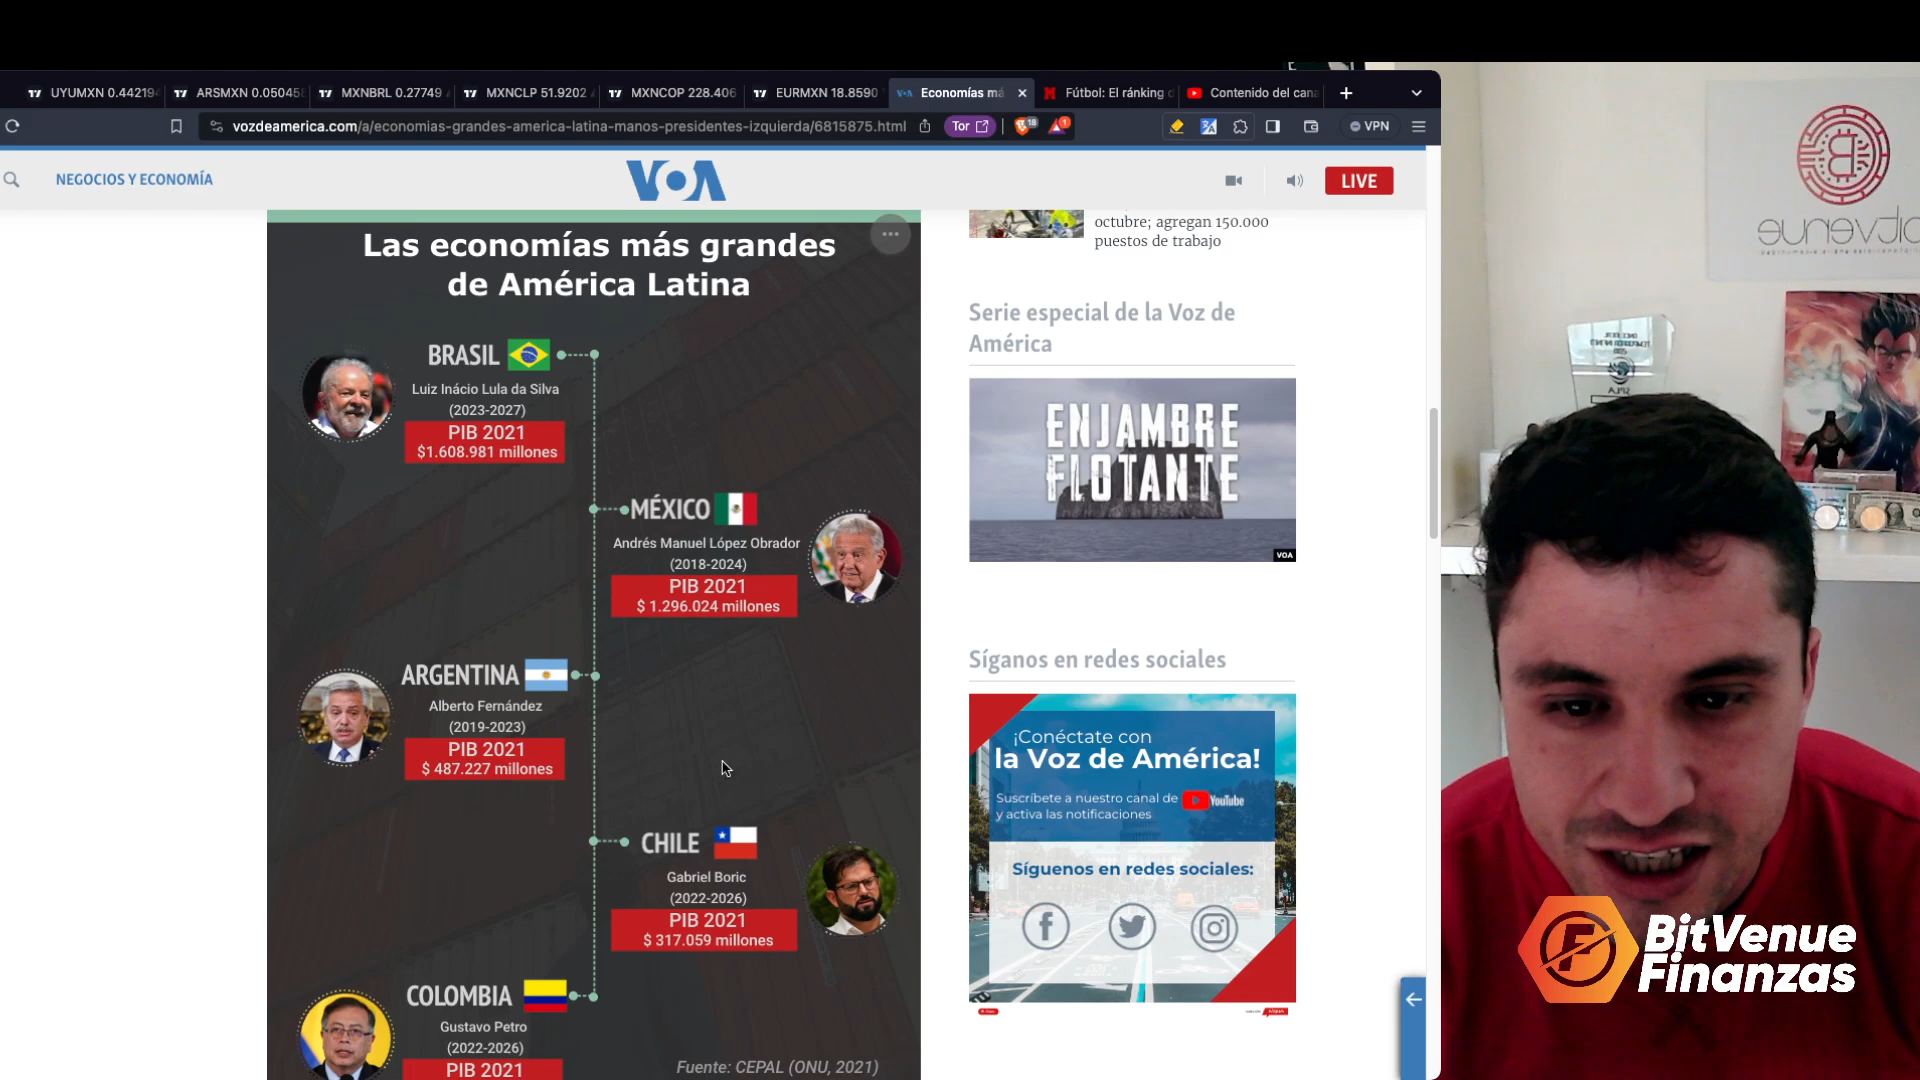 UYUMXN 0.442194
ARSMXN 0.05045
MXNBRL 0.27749
MXNCLP 51.9202
MXNCOP 228.406
EURMXN 18.8590
Economías má
Fútbol: El ránking d
Contenido del cana
vozdeamerica.com/a/economias-grandes-america-latina-manos-presidentes-izquierda/6815875.html
Tor
18
1
VPN
NEGOCIOS Y ECONOMÍA
VOA
LIVE
Las economías más grandes
de América Latina
BRASIL
Luiz Inácio Lula da Silva
(2023-2027)
PIB 2021
$1.608.981 millones
MÉXICO
Andrés Manuel López Obrador
(2018-2024)
PIB 2021
$ 1.296.024 millones
ARGENTINA
Alberto Fernández
(2019-2023)
PIB 2021
$ 487.227 millones
CHILE
Gabriel Boric
(2022-2026)
PIB 2021
$ 317.059 millones
COLOMBIA
Gustavo Petro
(2022-2026)
PIB 2021
Fuente: CEPAL (ONU, 2021)
octubre; agregan 150.000
puestos de trabajo
Serie especial de la Voz de
América
ENJAMBRE
FLOTANTE
VOA
Síganos en redes sociales
¡Conéctate con
la Voz de América!
Suscríbete a nuestro canal de YouTube
y activa las notificaciones
Síguenos en redes sociales:
bitvenue
BitVenue
Finanzas